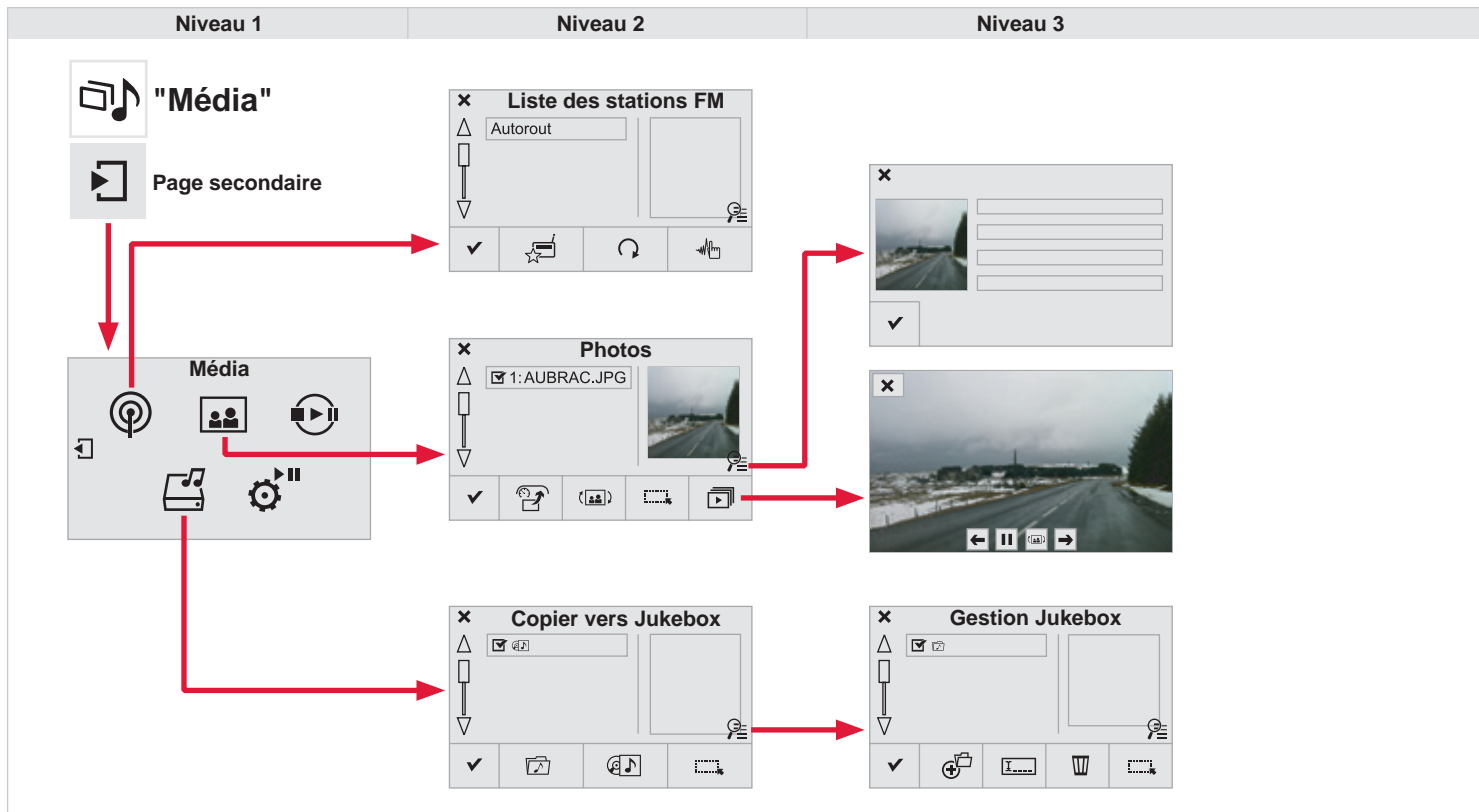 Niveau 1
Niveau 2
Niveau 3
"Média"
Page secondaire
Média
Liste des stations FM
Autorout
Photos
1: AUBRAC.JPG
Copier vers Jukebox
Gestion Jukebox